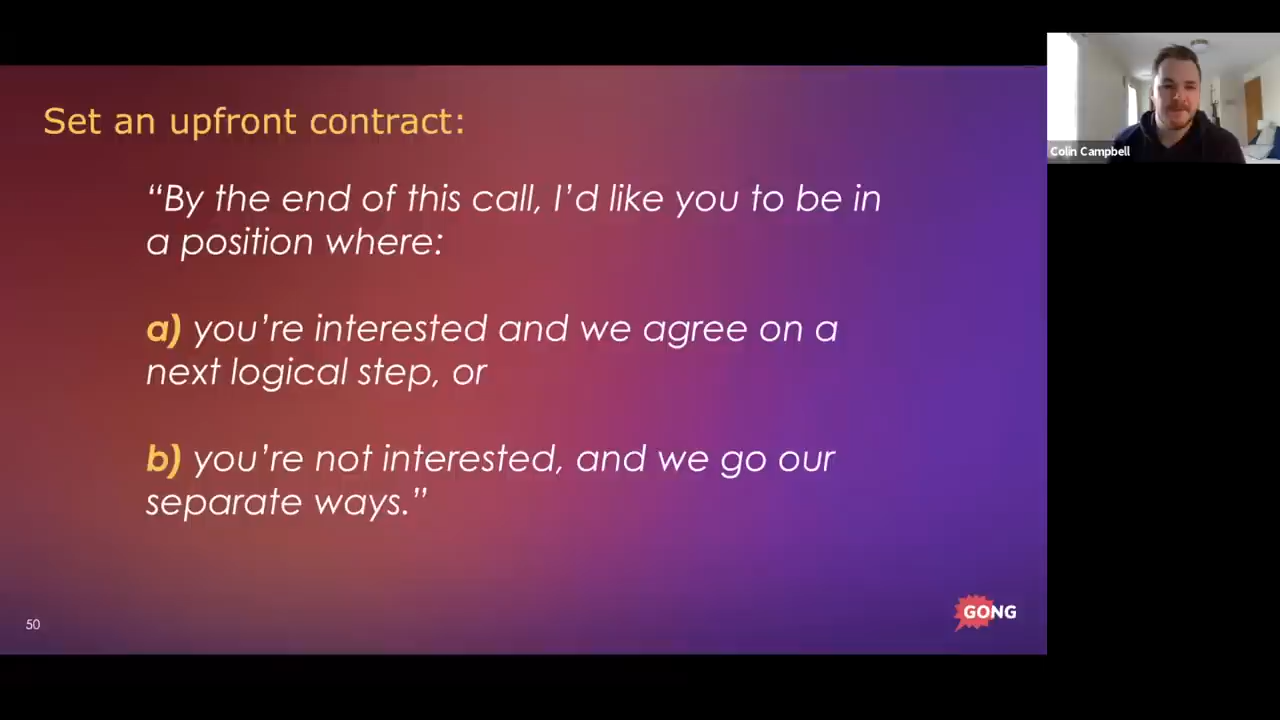 Set an upfront contract:
“By the end of this call, I’d like you to be in
a position where:
a) you’re interested and we agree on a
next logical step, or
b) you’re not interested, and we go our
separate ways.”
50
GONG
Colin Campbell